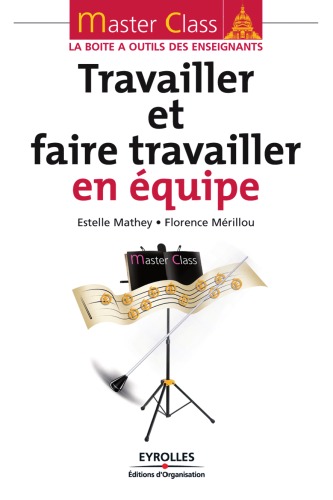 Master Class
LA BOITE A OUTILS DES ENSEIGNANTS
Travailler
et
faire travailler
en équipe
Estelle Mathey • Florence Mérillou
Master Class
EYROLLES
Éditions d'Organisation